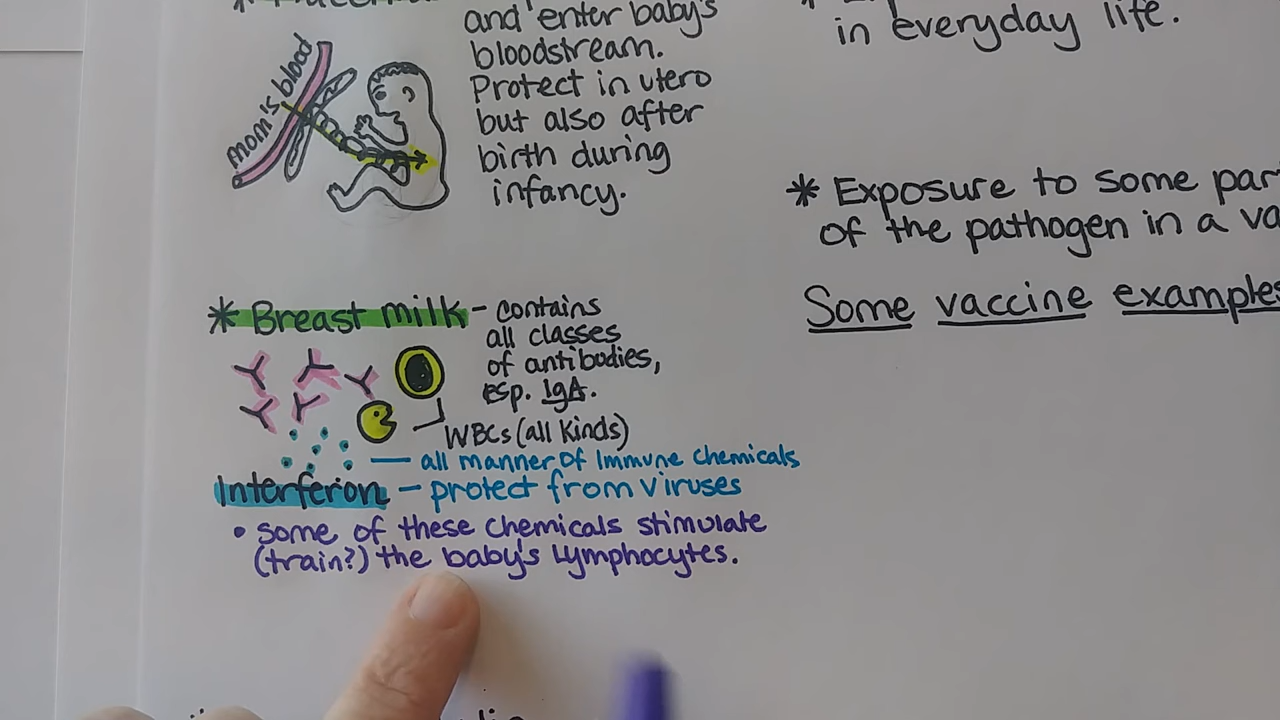 and enter baby's
bloodstream.
Protect in utero
but also after
birth during
infancy.
mom's blood
* Breast milk - contains
all classes
of antibodies,
esp. IgA.
WBCs (all kinds)
— all manner of Immune chemicals
Interferon - protect from viruses
• some of these chemicals stimulate
(train?) the baby's Lymphocytes.
in everyday life.
* Exposure to some par
of the pathogen in a va
Some vaccine examples